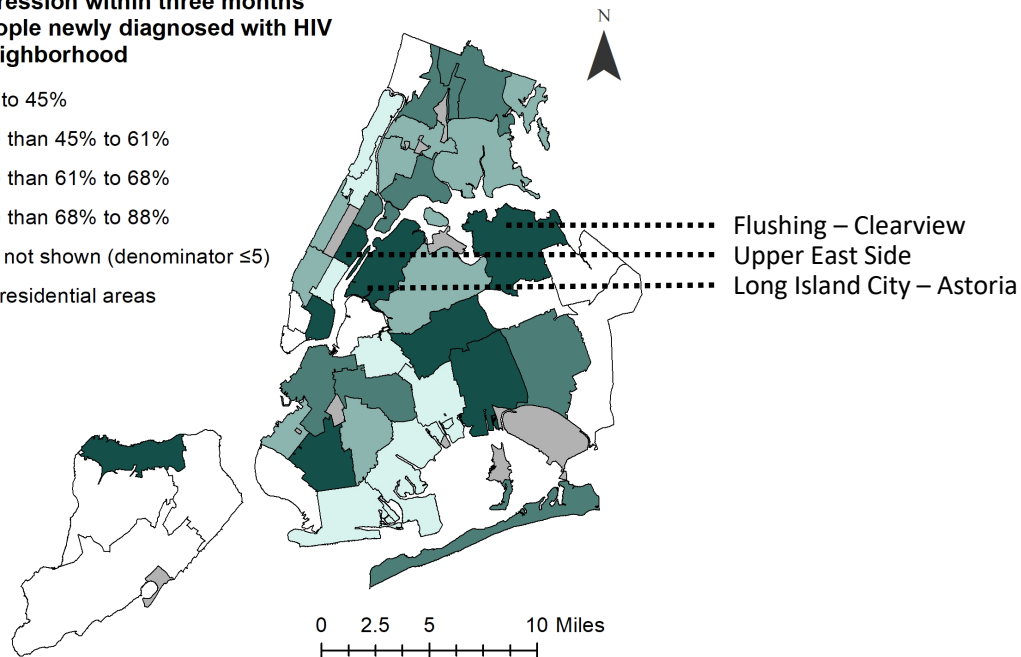 ression within three months
ople newly diagnosed with HIV
eighborhood
to 45%
than 45% to 61%
than 61% to 68%
than 68% to 88%
not shown (denominator ≤5)
residential areas
N
Flushing – Clearview
Upper East Side
Long Island City – Astoria
0 2.5 5 10 Miles